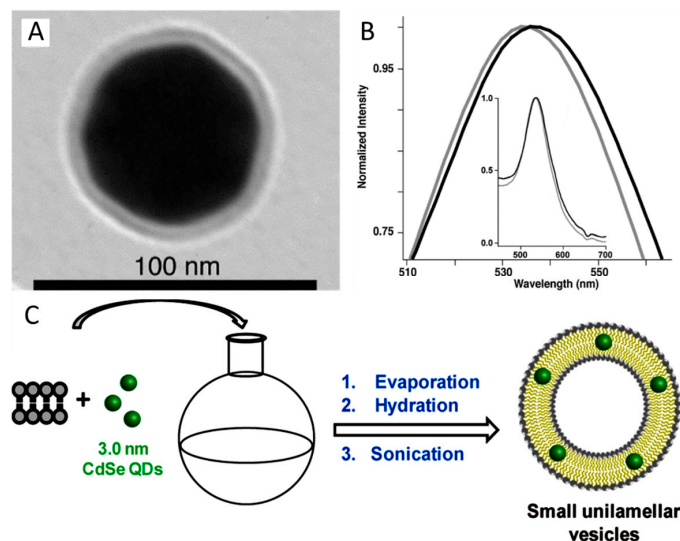 A
100 nm
B
Normalized Intensity
0.95
0.75
1.0
0.5
0.0
500
600
700
510
530
550
Wavelength (nm)
C
+
3.0 nm
CdSe QDs
1. Evaporation
2. Hydration
3. Sonication
Small unilamellar
vesicles